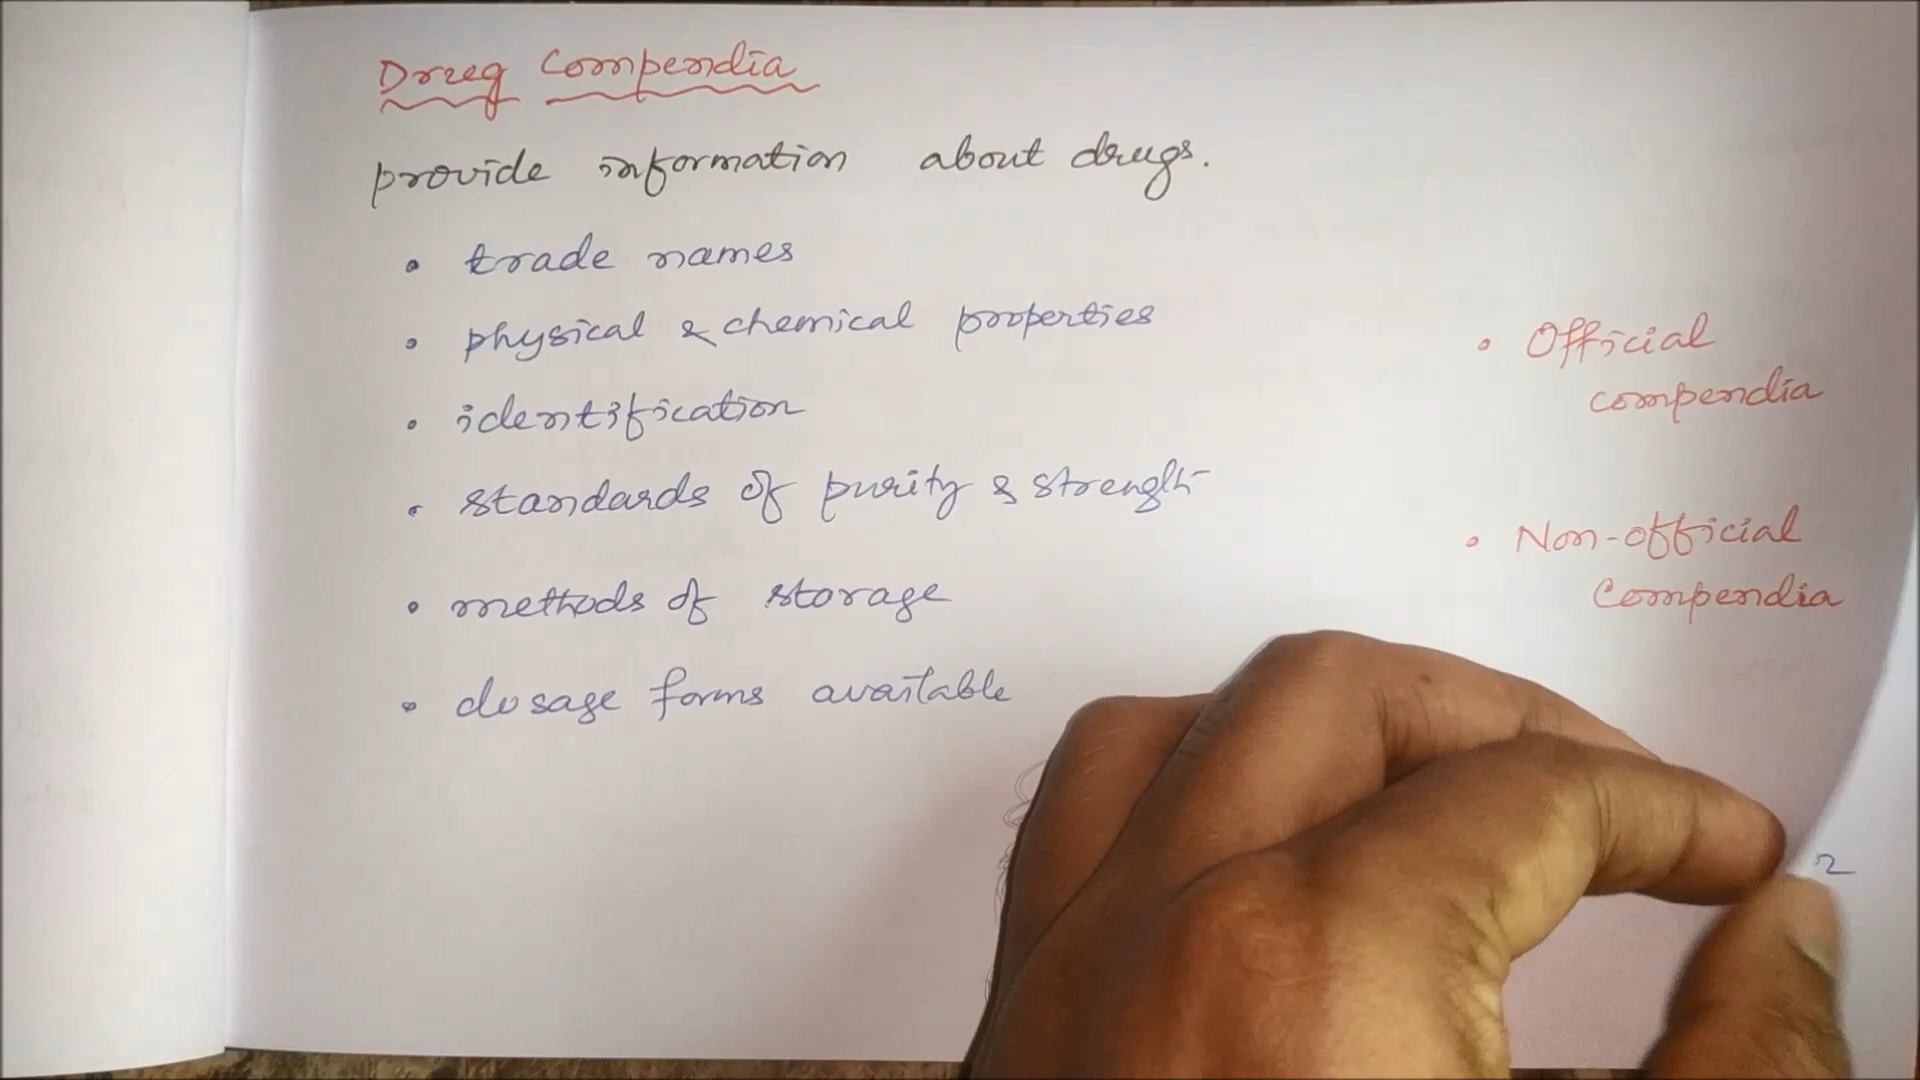 Drug Compendia
provide information about drugs.
• trade names
• physical & chemical properties
• identification
• standards of purity & strength
• methods of storage
• dosage forms available
• Official
compendia
• Non-official
Compendia
2